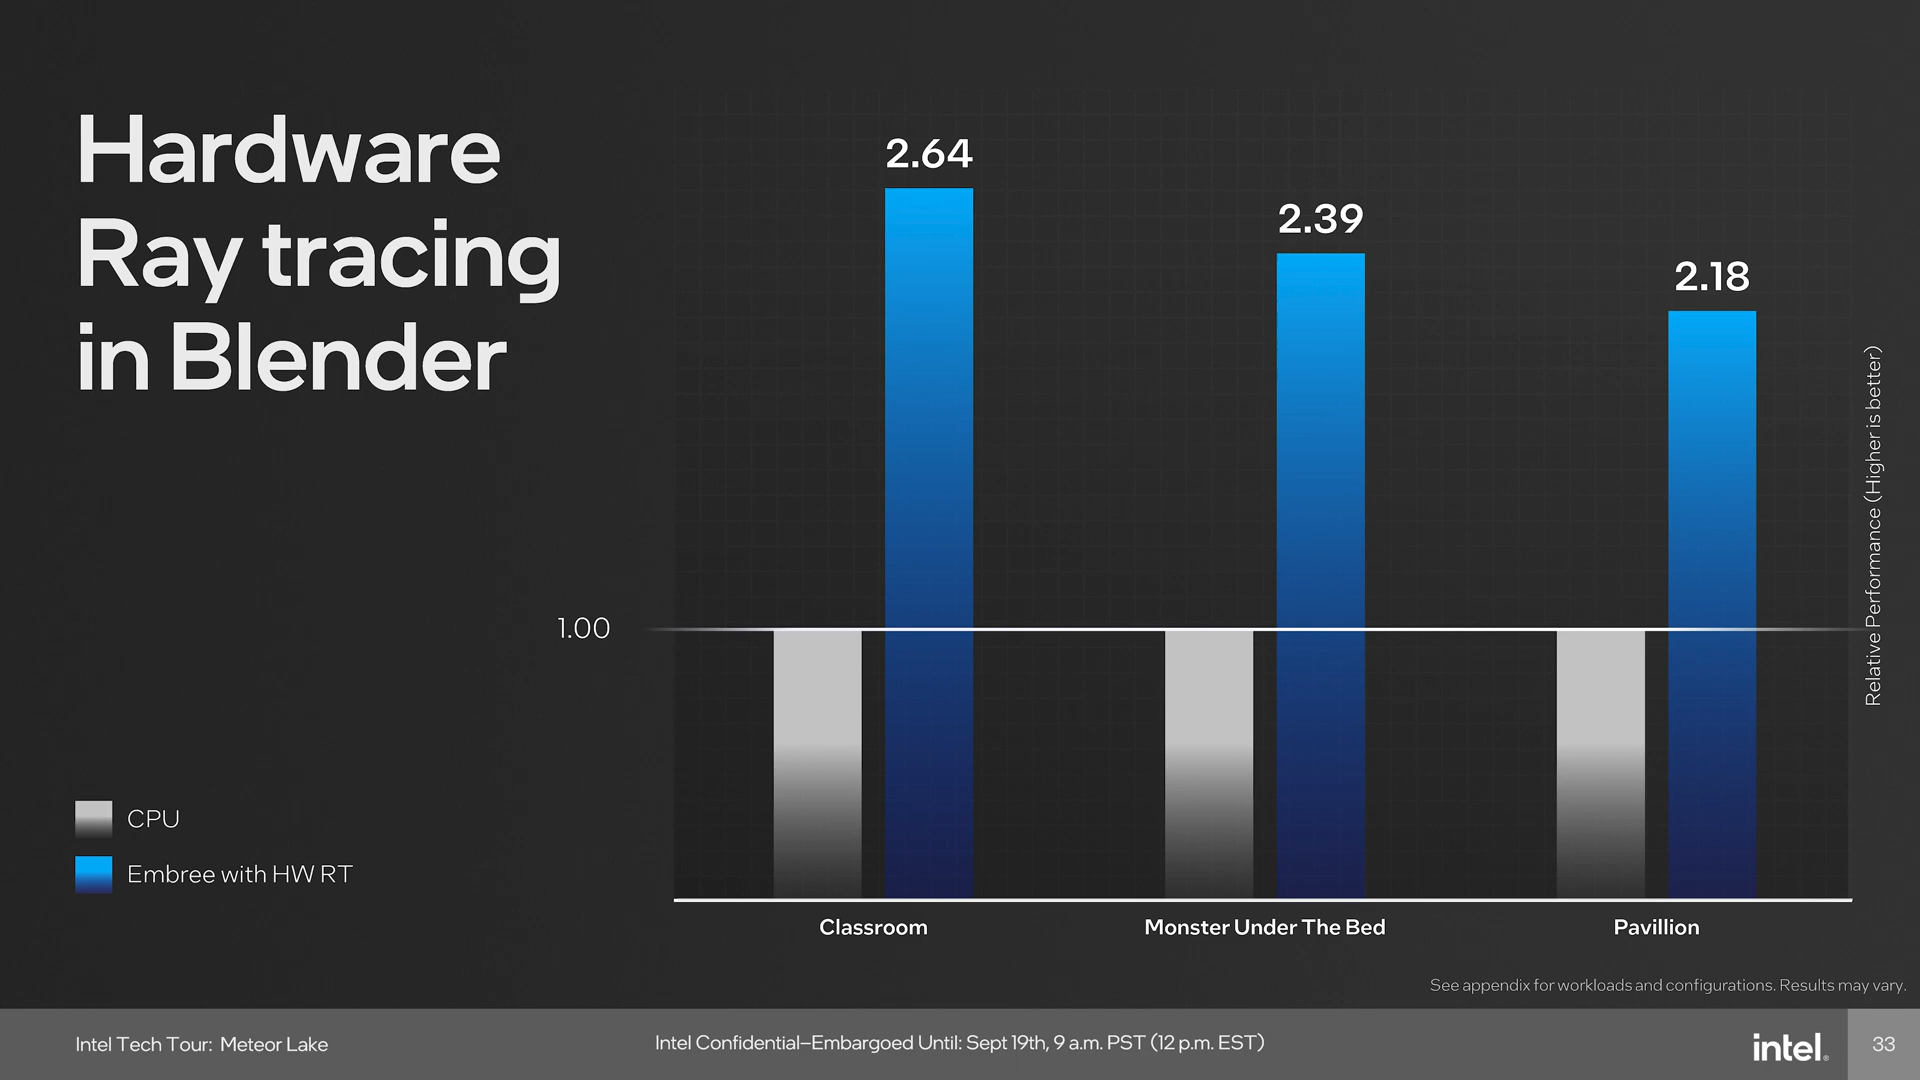 Hardware
Ray tracing
in Blender
2.64
2.39
2.18
1.00
Relative Performance (Higher is better)
CPU
Embree with HW RT
Classroom
Monster Under The Bed
Pavillion
See appendix for workloads and configurations. Results may vary.
Intel Tech Tour: Meteor Lake
Intel Confidential–Embargoed Until: Sept 19th, 9 a.m. PST (12 p.m. EST)
intel®
33